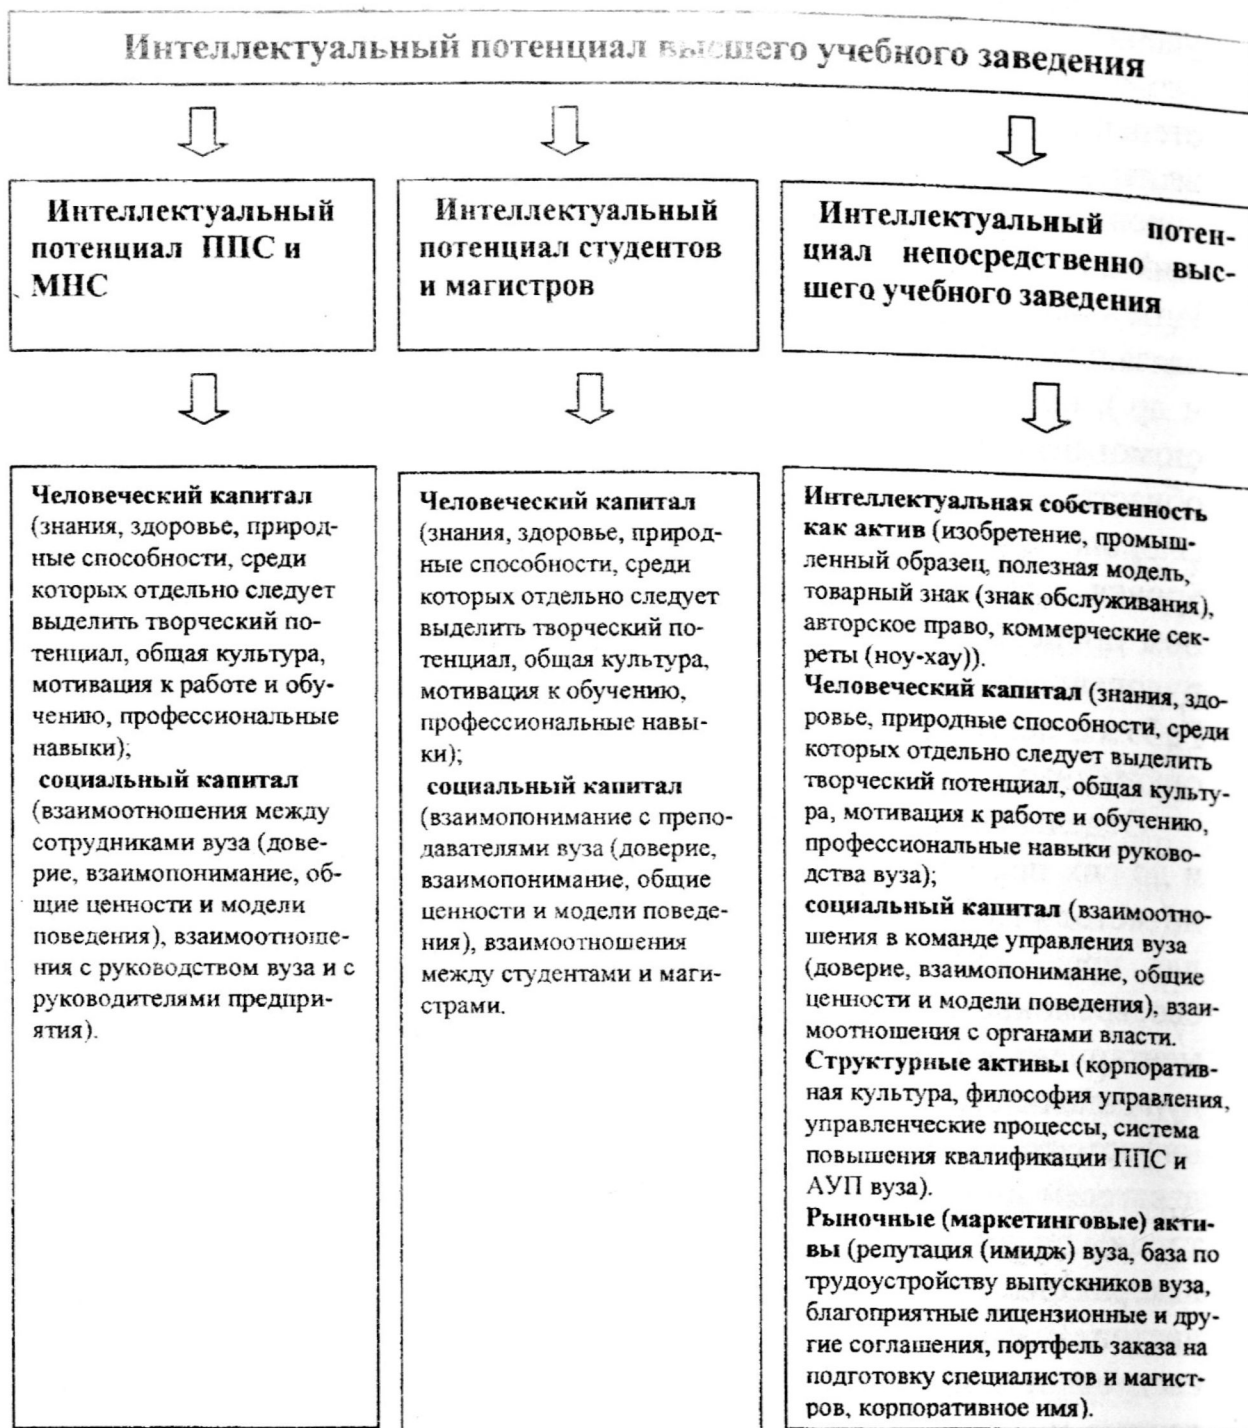 Интеллектуальный потенциал высшего учебного заведения
Интеллектуальный
потенциал ППС и
МНС
Интеллектуальный
потенциал студентов
и магистров
Интеллектуальный потен-
циал непосредственно выс-
шего учебного заведения
Человеческий капитал
(знания, здоровье, природ-
ные способности, среди
которых отдельно следует
выделить творческий по-
тенциал, общая культура,
мотивация к работе и обу-
чению, профессиональные
навыки);
социальный капитал
(взаимоотношения между
сотрудниками вуза (дове-
рие, взаимопонимание, об-
щие ценности и модели
поведения), взаимоотноше-
ния с руководством вуза и с
руководителями предпри-
ятия).
Человеческий капитал
(знания, здоровье, природ-
ные способности, среди
которых отдельно следует
выделить творческий по-
тенциал, общая культура,
мотивация к обучению,
профессиональные навы-
ки);
социальный капитал
(взаимопонимание с препо-
давателями вуза (доверие,
взаимопонимание, общие
ценности и модели поведе-
ния), взаимоотношения
между студентами и маги-
страми.
Интеллектуальная собственность
как актив (изобретение, промыш-
ленный образец, полезная модель,
товарный знак (знак обслуживания),
авторское право, коммерческие сек-
реты (ноу-хау)).
Человеческий капитал (знания, здо-
ровье, природные способности, среди
которых отдельно следует выделить
творческий потенциал, общая культу-
ра, мотивация к работе и обучению,
профессиональные навыки руково-
дства вуза);
социальный капитал (взаимоотно-
шения в команде управления вуза
(доверие, взаимопонимание, общие
ценности и модели поведения), взаи-
моотношения с органами власти.
Структурные активы (корпоратив-
ная культура, философия управления,
управленческие процессы, система
повышения квалификации ППС и
АУП вуза).
Рыночные (маркетинговые) акти-
вы (репутация (имидж) вуза, база по
трудоустройству выпускников вуза,
благоприятные лицензионные и дру-
гие соглашения, портфель заказа на
подготовку специалистов и магист-
ров, корпоративное имя).